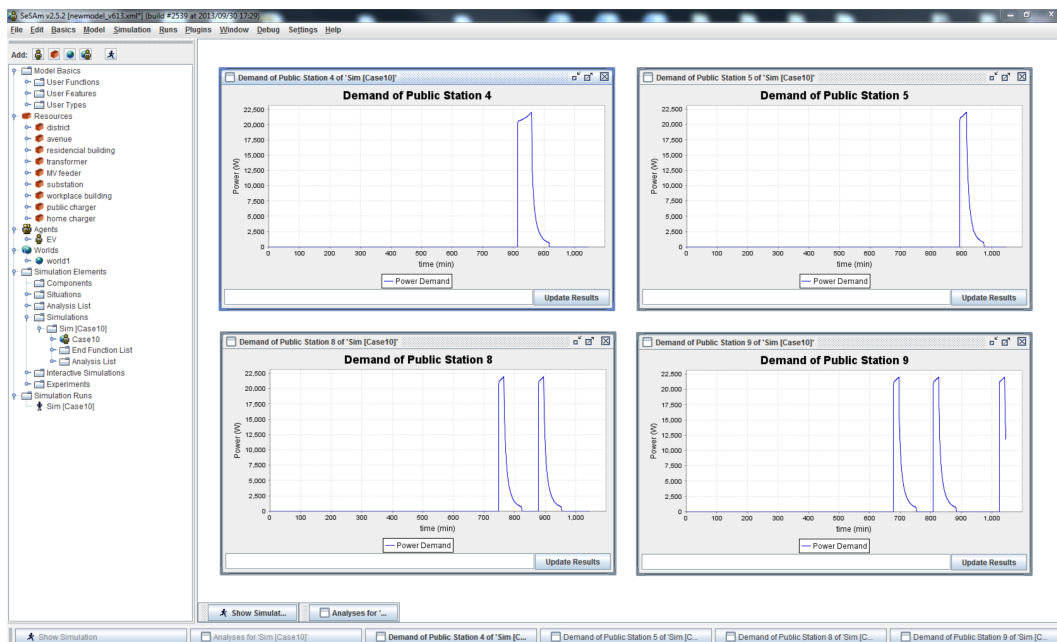 SeSAm v2.5.2 [newmodel_v613.xml*] (build #2539 at 2013/09/30 17:29)
File Edit Basics Model Simulation Runs Plugins Window Debug Settings Help
Add:
Model Basics
User Functions
User Features
User Types
Resources
district
avenue
residencial building
transformer
MV feeder
substation
workplace building
public charger
home charger
Agents
EV
Worlds
world1
Simulation Elements
Components
Situations
Analysis List
Simulations
Sim [Case10]
Case10
End Function List
Analysis List
Interactive Simulations
Experiments
Simulation Runs
Sim [Case10]
Demand of Public Station 4 of 'Sim [Case10]'
Demand of Public Station 4
Power (W)
22,500
20,000
17,500
15,000
12,500
10,000
7,500
5,000
2,500
0
0 100 200 300 400 500 600 700 800 900 1,000
time (min)
Power Demand
Update Results
Demand of Public Station 5 of 'Sim [Case10]'
Demand of Public Station 5
Power (W)
22,500
20,000
17,500
15,000
12,500
10,000
7,500
5,000
2,500
0
0 100 200 300 400 500 600 700 800 900 1,000
time (min)
Power Demand
Update Results
Demand of Public Station 8 of 'Sim [Case10]'
Demand of Public Station 8
Power (W)
22,500
20,000
17,500
15,000
12,500
10,000
7,500
5,000
2,500
0
0 100 200 300 400 500 600 700 800 900 1,000
time (min)
Power Demand
Update Results
Demand of Public Station 9 of 'Sim [Case10]'
Demand of Public Station 9
Power (W)
22,500
20,000
17,500
15,000
12,500
10,000
7,500
5,000
2,500
0
0 100 200 300 400 500 600 700 800 900 1,000
time (min)
Power Demand
Update Results
Show Simulat... Analyses for '...
Show Simulation Analyses for 'Sim [Case10]' Demand of Public Station 4 of 'Sim [C... Demand of Public Station 5 of 'Sim [C... Demand of Public Station 8 of 'Sim [C... Demand of Public Station 9 of 'Sim [C...